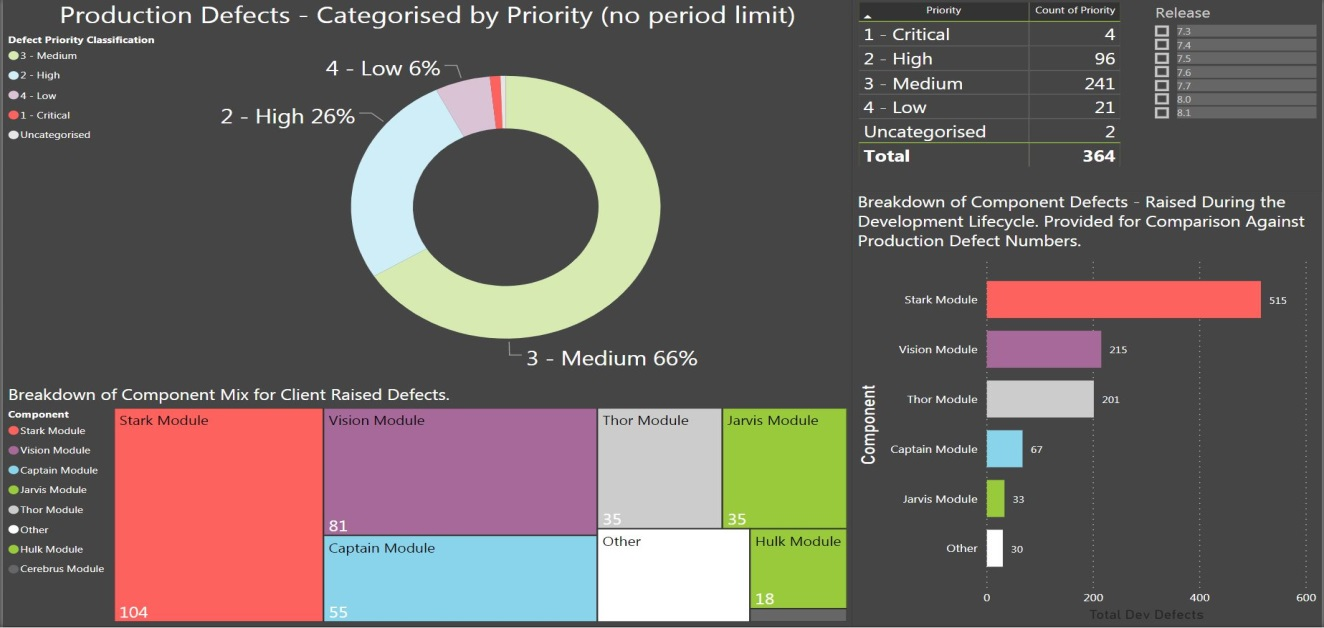 Production Defects - Categorised by Priority (no period limit)
Defect Priority Classification
3 - Medium
2 - High
4 - Low
1 - Critical
Uncategorised
4 - Low 6%
2 - High 26%
3 - Medium 66%
Priority Count of Priority
1 - Critical 4
2 - High 96
3 - Medium 241
4 - Low 21
Uncategorised 2
Total 364
Release
7.3
7.4
7.5
7.6
7.7
8.0
8.1
Breakdown of Component Mix for Client Raised Defects.
Component
Stark Module
Vision Module
Captain Module
Jarvis Module
Thor Module
Other
Hulk Module
Cerebrus Module
Stark Module
104
Vision Module
81
Captain Module
55
Thor Module
35
Jarvis Module
35
Other
Hulk Module
18
Breakdown of Component Defects - Raised During the
Development Lifecycle. Provided for Comparison Against
Production Defect Numbers.
Component
Stark Module 515
Vision Module 215
Thor Module 201
Captain Module 67
Jarvis Module 33
Other 30
0 200 400 600
Total Dev Defects